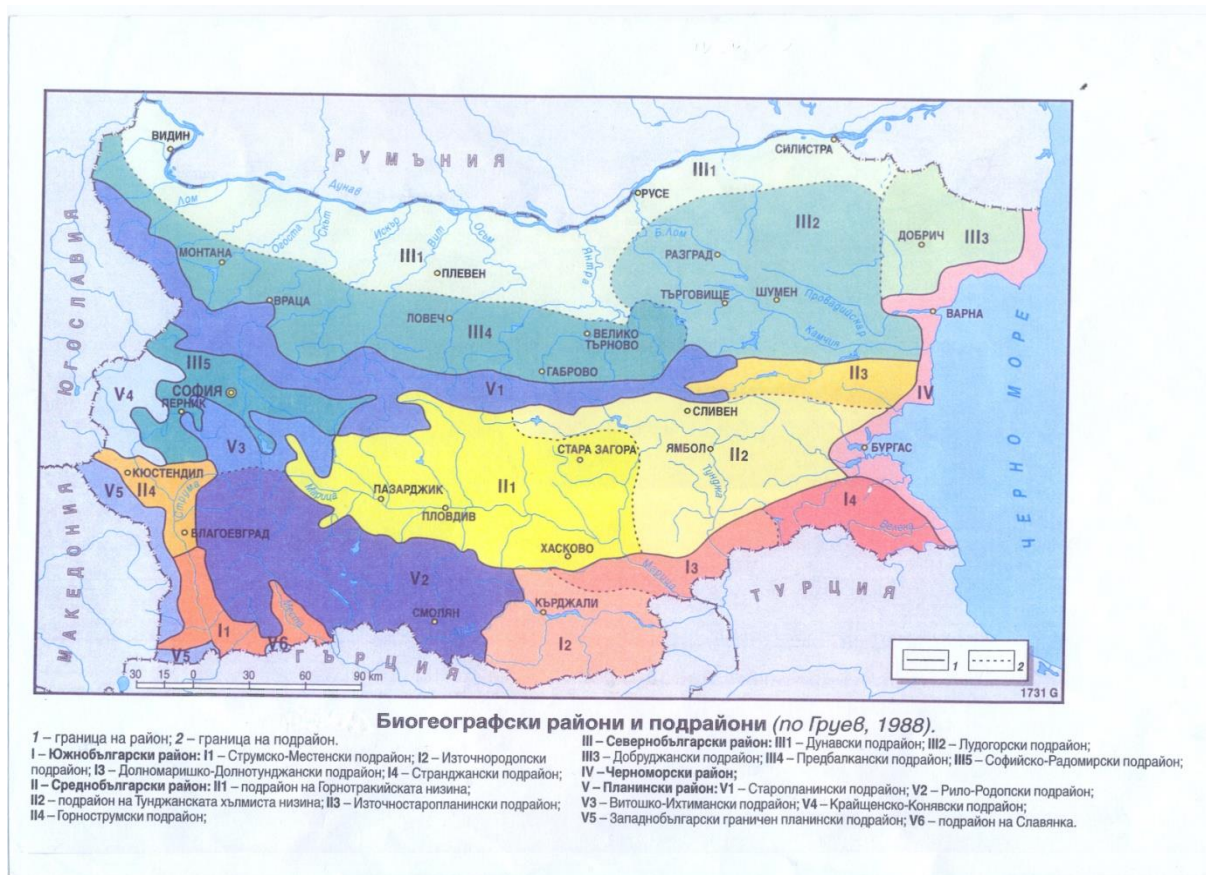 ВИДИН
РУМЪНИЯ
СИЛИСТРА
III1
РУСЕ
Дунав
Лом
III2
ДОБРИЧ
III3
Огоста
Скът
Искър
Вит
Осъм
Янтра
Б.Лом
РАЗГРАД
МОНТАНА
III1
ПЛЕВЕН
ТЪРГОВИЩЕ
ШУМЕН
Провадийска р.
ВРАЦА
ЛОВЕЧ
III4
ВЕЛИКО
ТЪРНОВО
Камчия
ВАРНА
ЮГОСЛАВИЯ
III5
ГАБРОВО
II3
V4
СОФИЯ
V1
IV
ПЕРНИК
СЛИВЕН
ЧЕРНО МОРЕ
V3
СТАРА ЗАГОРА
ЯМБОЛ
II2
БУРГАС
КЮСТЕНДИЛ
V5
II4
Струма
Марица
ПАЗАРДЖИК
II1
Тунджа
ПЛОВДИВ
I4
БЛАГОЕВГРАД
ХАСКОВО
I3
Марица
МАКЕДОНИЯ
V2
ТУРЦИЯ
КЪРДЖАЛИ
Места
СМОЛЯН
I1
I2
V6
V5
ГЪРЦИЯ
30 0 30 60 90 km
1
2
1731 G
Биогеографски райони и подрайони (по Груев, 1988).
1 – граница на район; 2 – граница на подрайон.
I – Южнобългарски район: I1 – Струмско-Местенски подрайон; I2 – Източнородопски
подрайон; I3 – Долномаришко-Долнотунджански подрайон; I4 – Странджански подрайон;
II – Среднобългарски район: II1 – подрайон на Горнотракийската низина;
II2 – подрайон на Тунджанската хълмиста низина; II3 – Източностаропланински подрайон;
II4 – Горнострумски подрайон;
III – Севернобългарски район: III1 – Дунавски подрайон; III2 – Лудогорски подрайон;
III3 – Добруджански подрайон; III4 – Предбалкански подрайон; III5 – Софийско-Радомирски подрайон;
IV – Черноморски район;
V – Планински район: V1 – Старопланински подрайон; V2 – Рило-Родопски подрайон;
V3 – Витошко-Ихтимански подрайон; V4 – Крайщенско-Конявски подрайон;
V5 – Западнобългарски граничен планински подрайон; V6 – подрайон на Славянка.